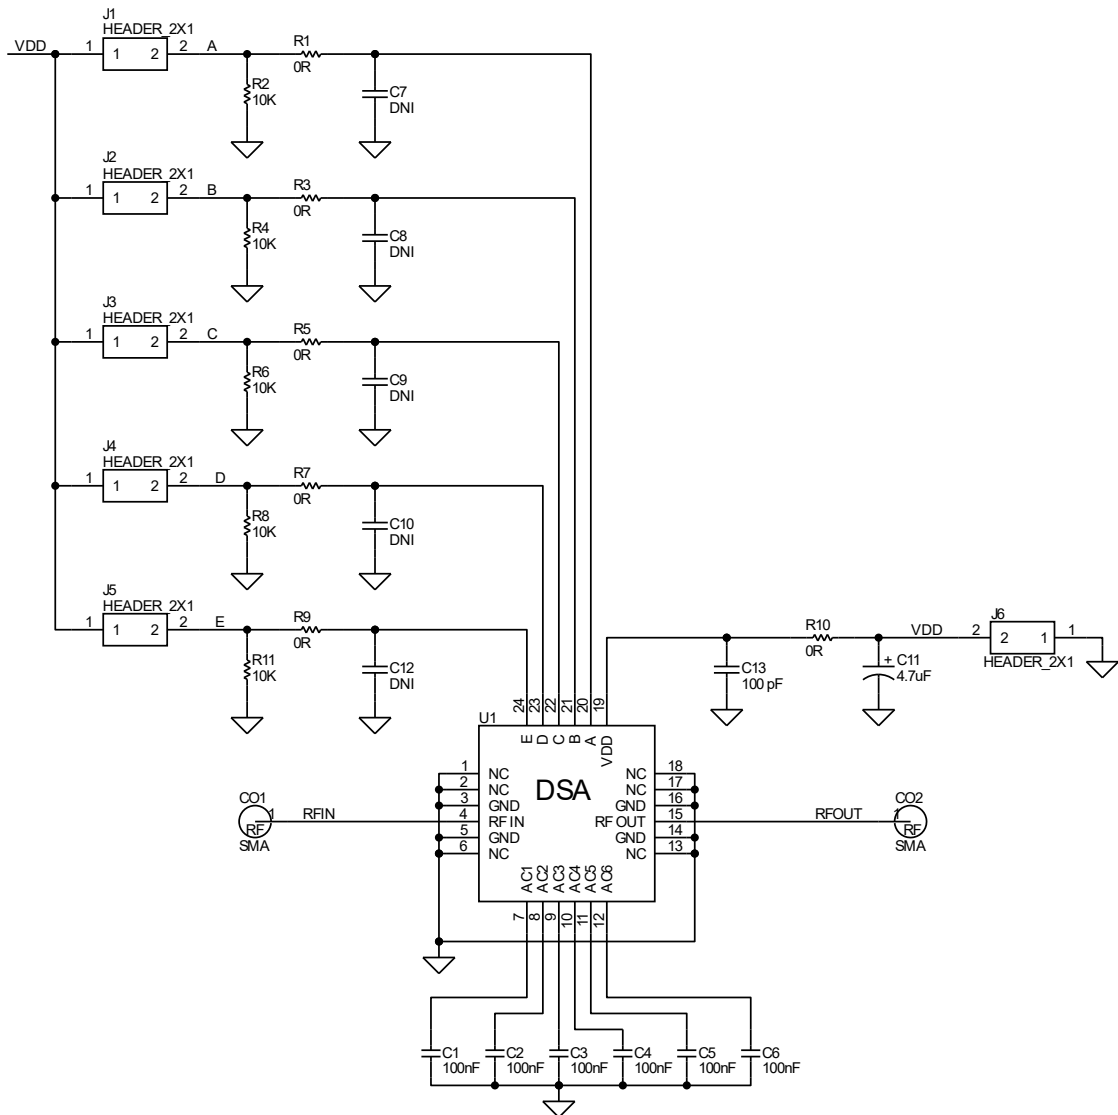 J1
HEADER_2X1
VDD 1 1 2 2 A
R1
0R
R2
10K
C7
DNI
J2
HEADER_2X1
1 1 2 2 B
R3
0R
R4
10K
C8
DNI
J3
HEADER_2X1
1 1 2 2 C
R5
0R
R6
10K
C9
DNI
J4
HEADER_2X1
1 1 2 2 D
R7
0R
R8
10K
C10
DNI
J5
HEADER_2X1
1 1 2 2 E
R9
0R
R11
10K
C12
DNI
R10
0R
VDD
J6
2 2 1 1
HEADER_2X1
C13
100 pF
+ C11
4.7uF
24 23 22 21 20 19
U1
E D C B A VDD
DSA
1 NC
2 NC
3 GND
4 RFIN
5 GND
6 NC
NC 18
NC 17
GND 16
RFOUT 15
GND 14
NC 13
CO1
1
RF
SMA
RFIN
RFOUT
CO2
1
RF
SMA
AC1 AC2 AC3 AC4 AC5 AC6
7 8 9 10 11 12
C1
100nF
C2
100nF
C3
100nF
C4
100nF
C5
100nF
C6
100nF